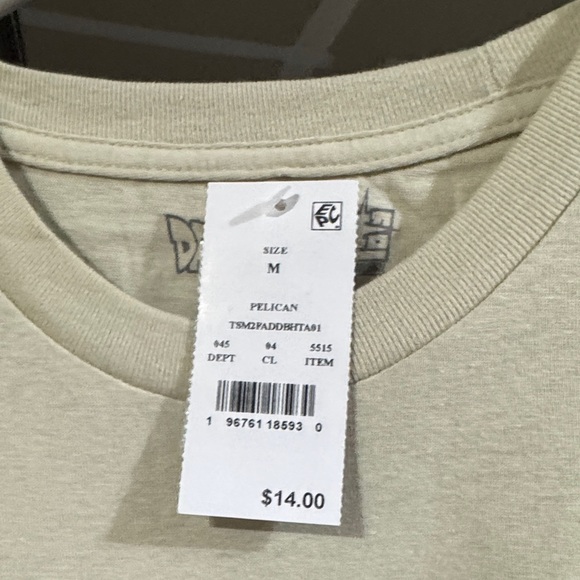 SIZE
M
PELICAN
TSM2FADDBHTA01
045 04 5515
DEPT CL ITEM
1 96761 18593 0
$14.00